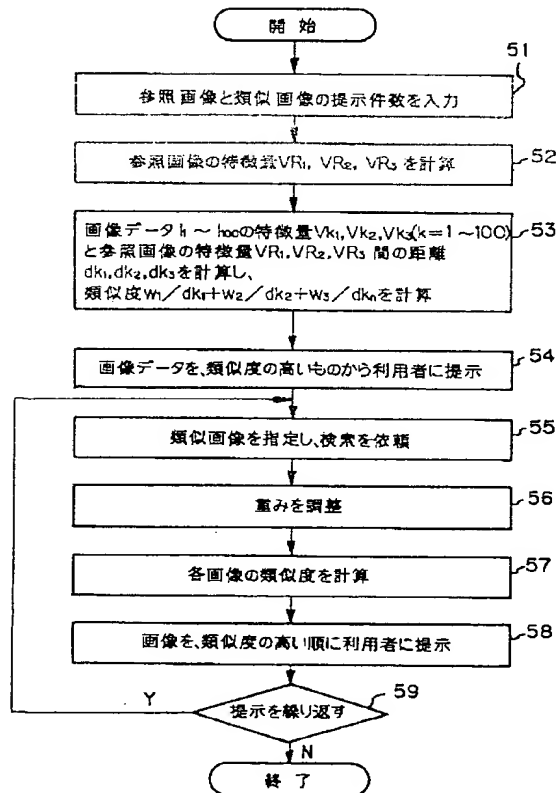 開始
51
参照画像と類似画像の提示件数を入力
52
参照画像の特徴量VR₁, VR₂, VR₃を計算
53
画像データI₁~I₁₀₀の特徴量Vk₁,Vk₂,Vk₃(k=1~100)
と参照画像の特徴量VR₁,VR₂,VR₃間の距離
dk₁,dk₂,dk₃を計算し、
類似度w₁/dk₁+w₂/dk₂+w₃/dknを計算
54
画像データを、類似度の高いものから利用者に提示
55
類似画像を指定し、検索を依頼
56
重みを調整
57
各画像の類似度を計算
58
画像を、類似度の高い順に利用者に提示
59
提示を繰り返す
Y
N
終了